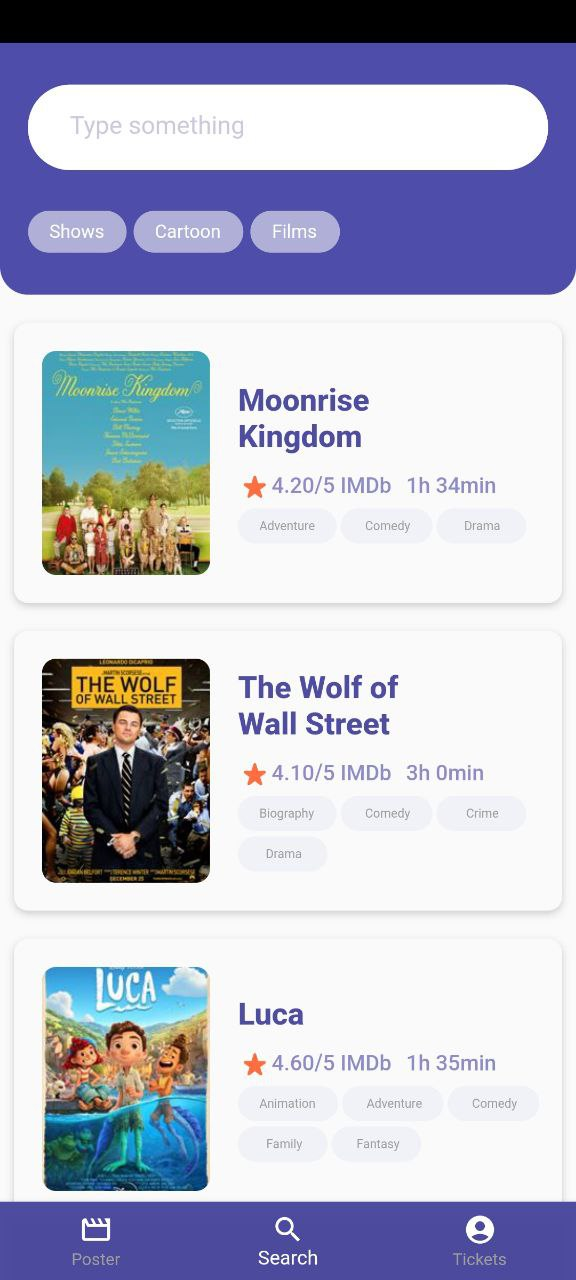 Type something
Shows Cartoon Films
Moonrise Kingdom
Moonrise
Kingdom
4.20/5 IMDb 1h 34min
Adventure Comedy Drama
LEONARDO DICAPRIO
THE WOLF
OF WALL STREET
DECEMBER 25
The Wolf of
Wall Street
4.10/5 IMDb 3h 0min
Biography Comedy Crime
Drama
LUCA
Luca
4.60/5 IMDb 1h 35min
Animation Adventure Comedy
Family Fantasy
Poster Search Tickets